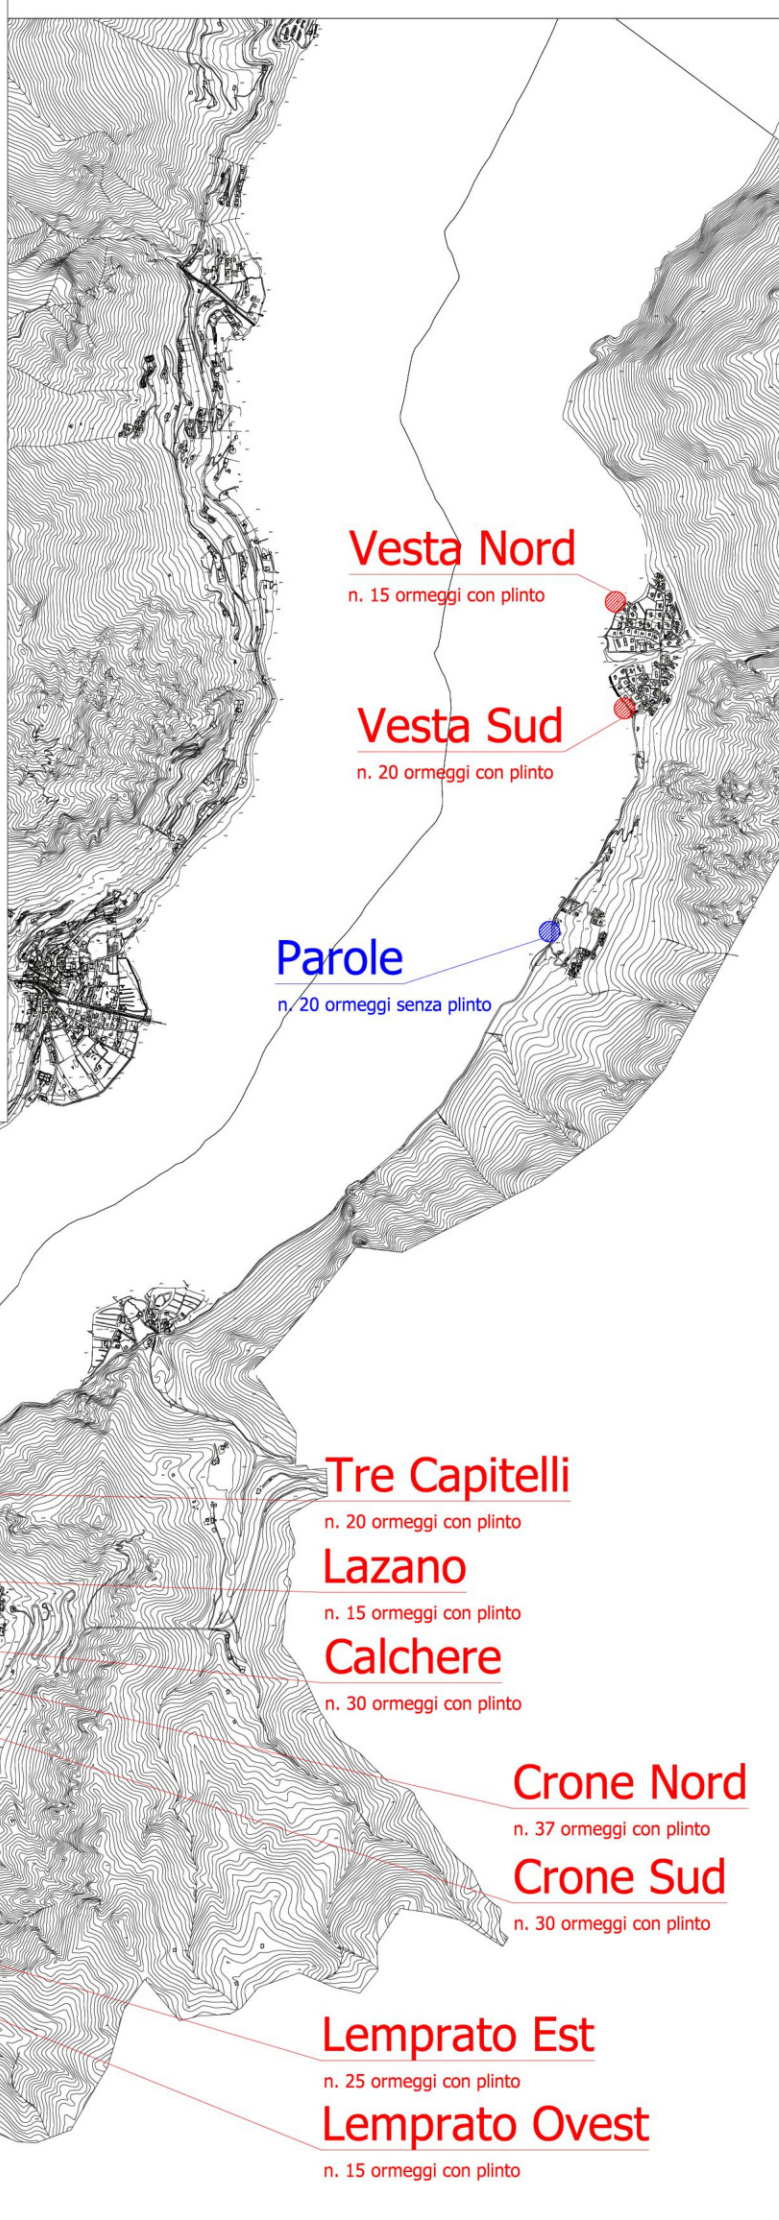 Vesta Nord
n. 15 ormeggi con plinto
Vesta Sud
n. 20 ormeggi con plinto
Parole
n. 20 ormeggi senza plinto
Tre Capitelli
n. 20 ormeggi con plinto
Lazano
n. 15 ormeggi con plinto
Calchere
n. 30 ormeggi con plinto
Crone Nord
n. 37 ormeggi con plinto
Crone Sud
n. 30 ormeggi con plinto
Lemprato Est
n. 25 ormeggi con plinto
Lemprato Ovest
n. 15 ormeggi con plinto